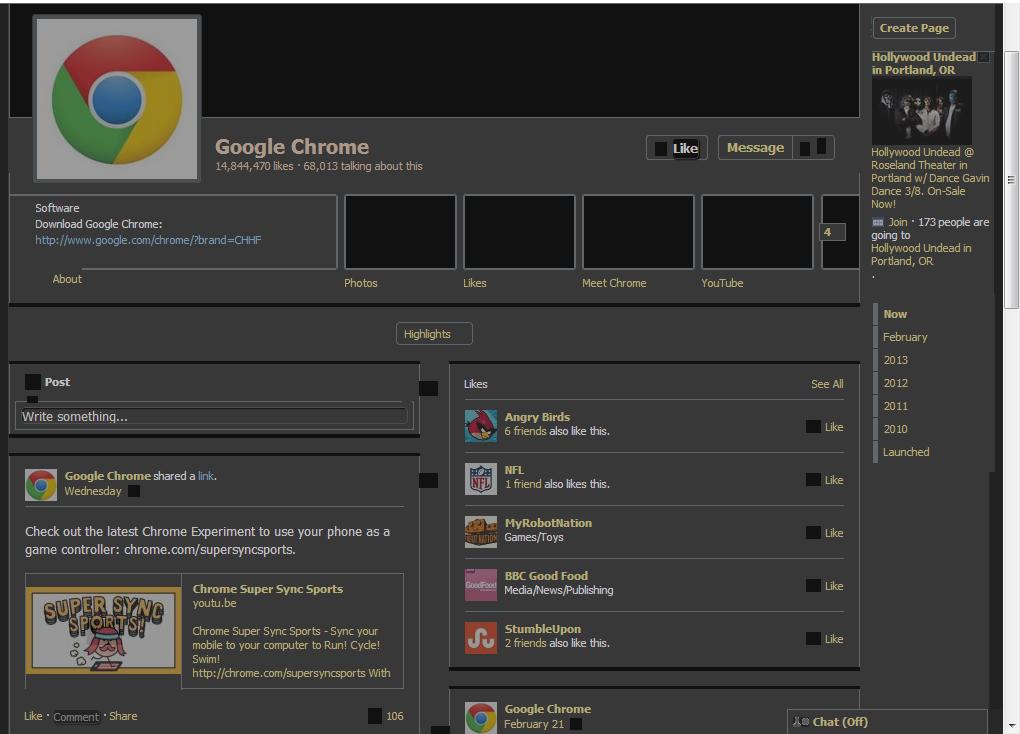 Create Page
Hollywood Undead
in Portland, OR
Hollywood Undead @
Roseland Theater in
Portland w/ Dance Gavin
Dance 3/8. On-Sale
Now!
Join · 173 people are
going to
Hollywood Undead in
Portland, OR
.
Google Chrome
14,844,470 likes · 68,013 talking about this
Like
Message
Software
Download Google Chrome:
http://www.google.com/chrome/?brand=CHHF
About
Photos
Likes
Meet Chrome
YouTube
4
Now
February
2013
2012
2011
2010
Launched
Highlights
Post
Write something...
Google Chrome shared a link.
Wednesday
Check out the latest Chrome Experiment to use your phone as a
game controller: chrome.com/supersyncsports.
SUPER SYNC
SPORTS!
Chrome Super Sync Sports
youtu.be
Chrome Super Sync Sports - Sync your
mobile to your computer to Run! Cycle!
Swim!
http://chrome.com/supersyncsports With
Like · Comment · Share
106
Likes
See All
Angry Birds
6 friends also like this.
Like
NFL
NFL
1 friend also likes this.
Like
MyRobotNation
Games/Toys
Like
GoodFood
BBC Good Food
Media/News/Publishing
Like
StumbleUpon
2 friends also like this.
Like
Google Chrome
February 21
Chat (Off)